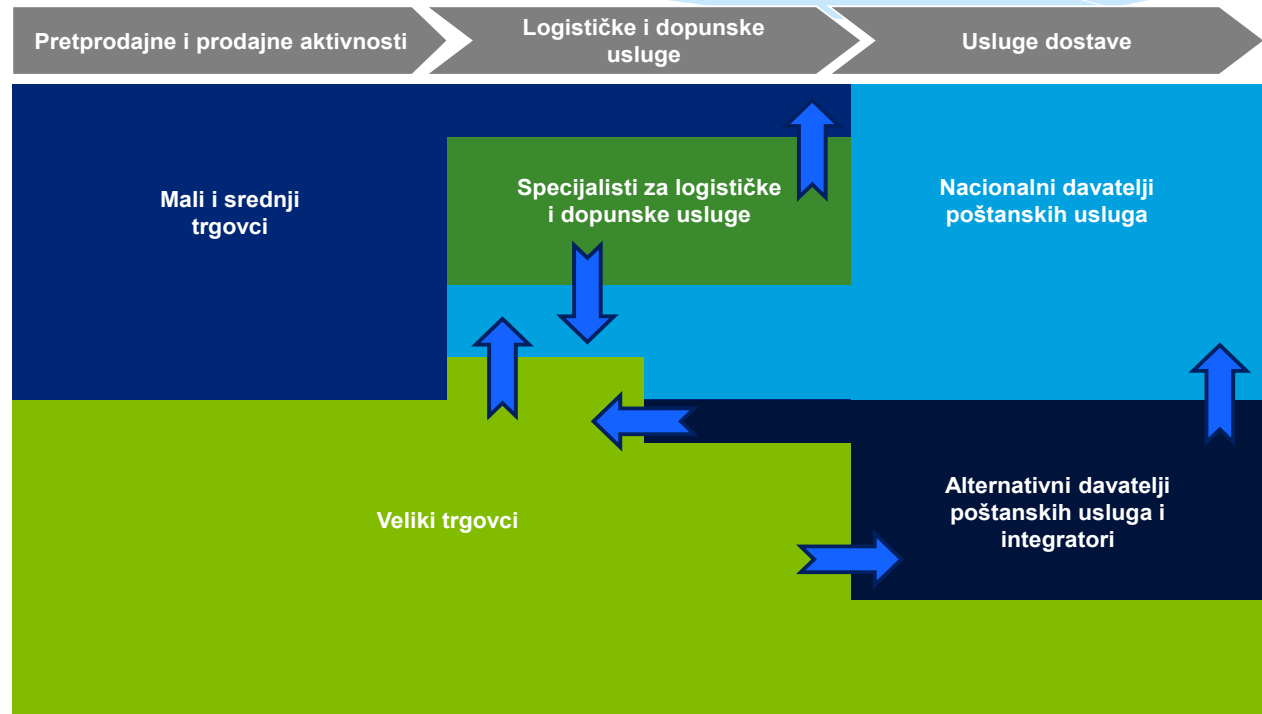 Pretprodajne i prodajne aktivnosti
Logističke i dopunske
usluge
Usluge dostave
Mali i srednji
trgovci
Specijalisti za logističke
i dopunske usluge
Nacionalni davatelji
poštanskih usluga
Veliki trgovci
Alternativni davatelji
poštanskih usluga i
integratori